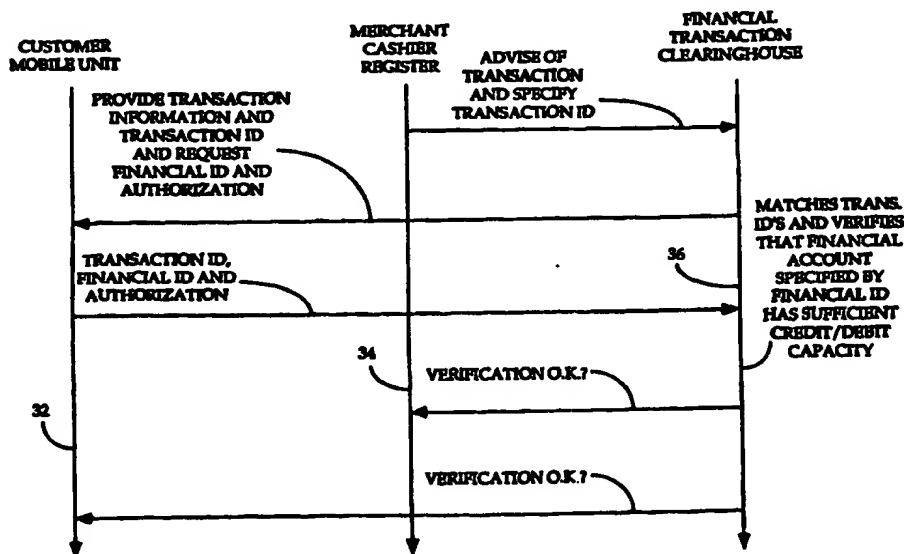 CUSTOMER
MOBILE UNIT
MERCHANT
CASHIER
REGISTER
FINANCIAL
TRANSACTION
CLEARINGHOUSE
ADVISE OF
TRANSACTION
AND SPECIFY
TRANSACTION ID
PROVIDE TRANSACTION
INFORMATION AND
TRANSACTION ID
AND REQUEST
FINANCIAL ID AND
AUTHORIZATION
TRANSACTION ID,
FINANCIAL ID AND
AUTHORIZATION
36
MATCHES TRANS.
ID'S AND VERIFIES
THAT FINANCIAL
ACCOUNT
SPECIFIED BY
FINANCIAL ID
HAS SUFFICIENT
CREDIT/DEBIT
CAPACITY
34
VERIFICATION O.K.?
32
VERIFICATION O.K.?